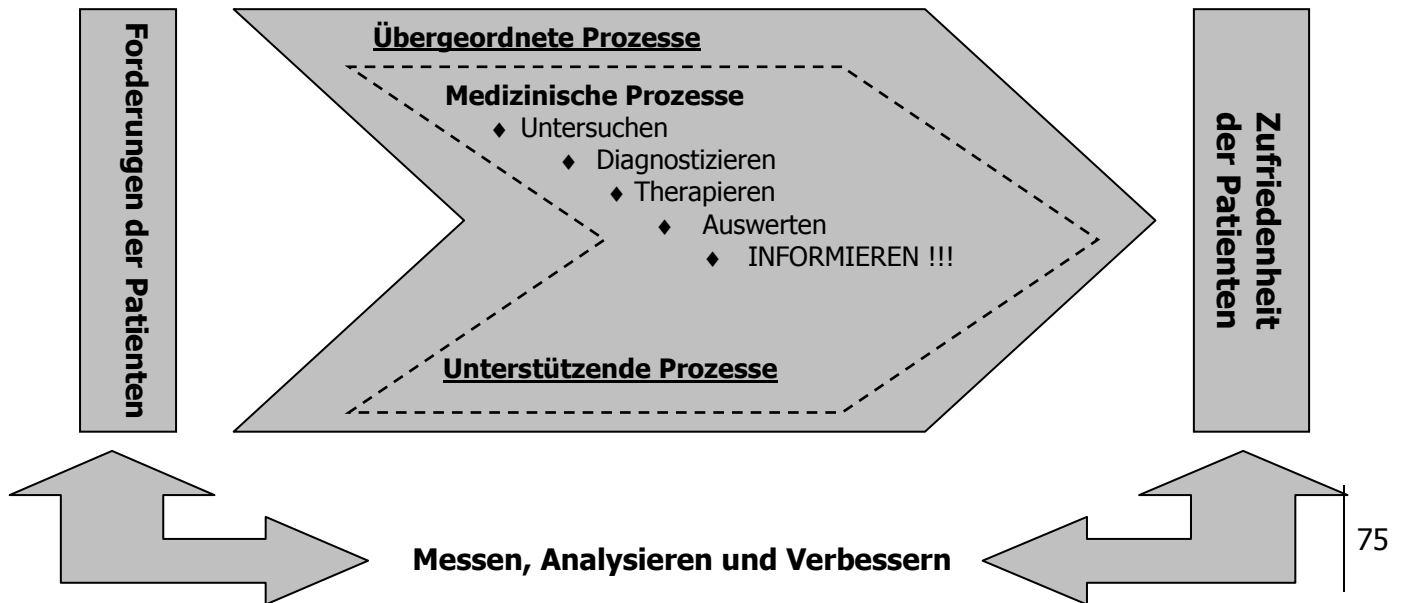 Forderungen der Patienten
Übergeordnete Prozesse
Medizinische Prozesse
♦ Untersuchen
♦ Diagnostizieren
♦ Therapieren
♦ Auswerten
♦ INFORMIEREN !!!
Unterstützende Prozesse
Zufriedenheit
der Patienten
Messen, Analysieren und Verbessern
75